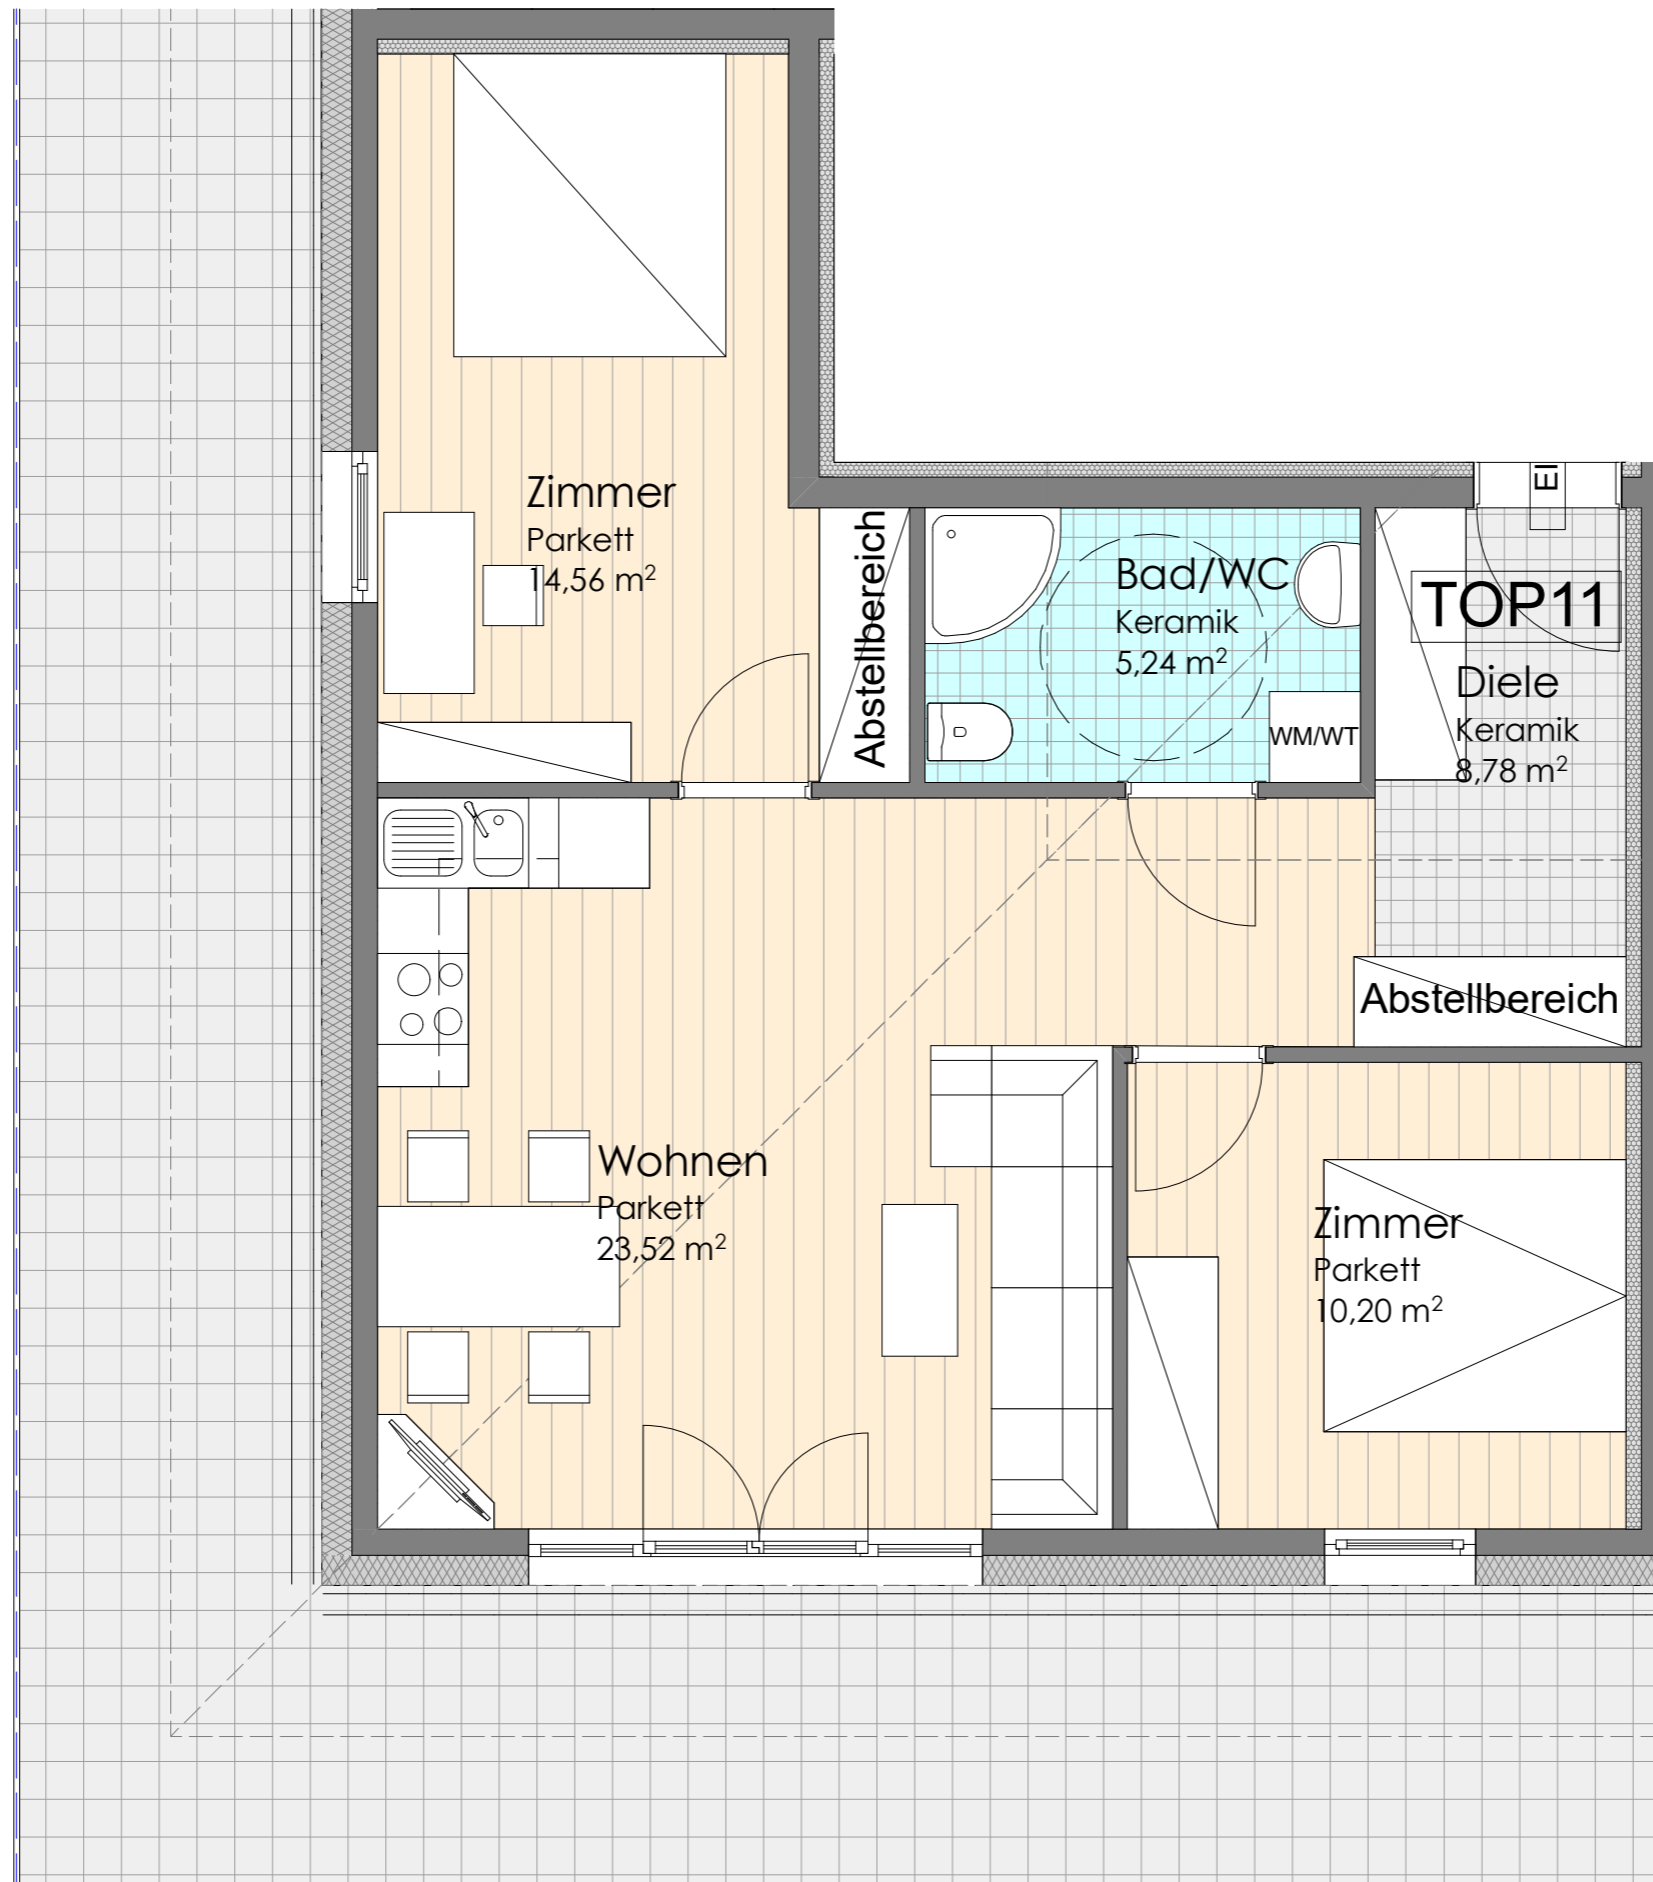 Zimmer
Parkett
14,56 m²
Abstellbereich
Bad/WC
Keramik
5,24 m²
WM/WT
EI
TOP11
Diele
Keramik
8,78 m²
Abstellbereich
Wohnen
Parkett
23,52 m²
Zimmer
Parkett
10,20 m²